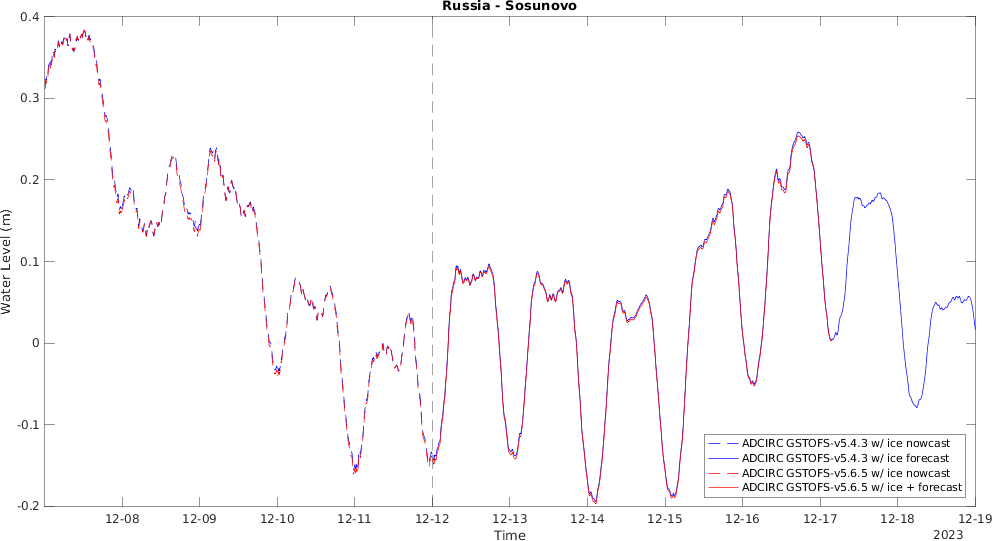 Russia - Sosunovo
0.4
0.3
0.2
0.1
0
-0.1
-0.2
Water Level (m)
12-08 12-09 12-10 12-11 12-12 12-13 12-14 12-15 12-16 12-17 12-18 12-19
Time
2023
ADCIRC GSTOFS-v5.4.3 w/ ice nowcast
ADCIRC GSTOFS-v5.4.3 w/ ice forecast
ADCIRC GSTOFS-v5.6.5 w/ ice nowcast
ADCIRC GSTOFS-v5.6.5 w/ ice + forecast